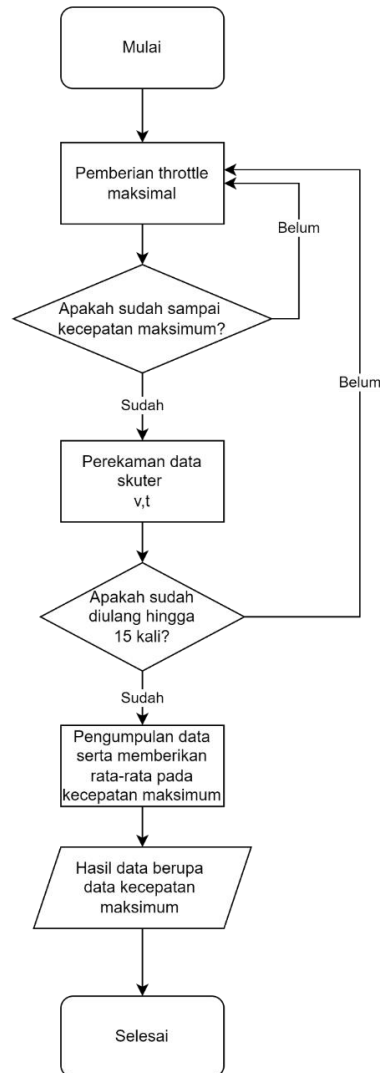 Mulai
Pemberian throttle
maksimal
Belum
Apakah sudah sampai
kecepatan maksimum?
Belum
Sudah
Perekaman data
skuter
v,t
Apakah sudah
diulang hingga
15 kali?
Sudah
Pengumpulan data
serta memberikan
rata-rata pada
kecepatan maksimum
Hasil data berupa
data kecepatan
maksimum
Selesai